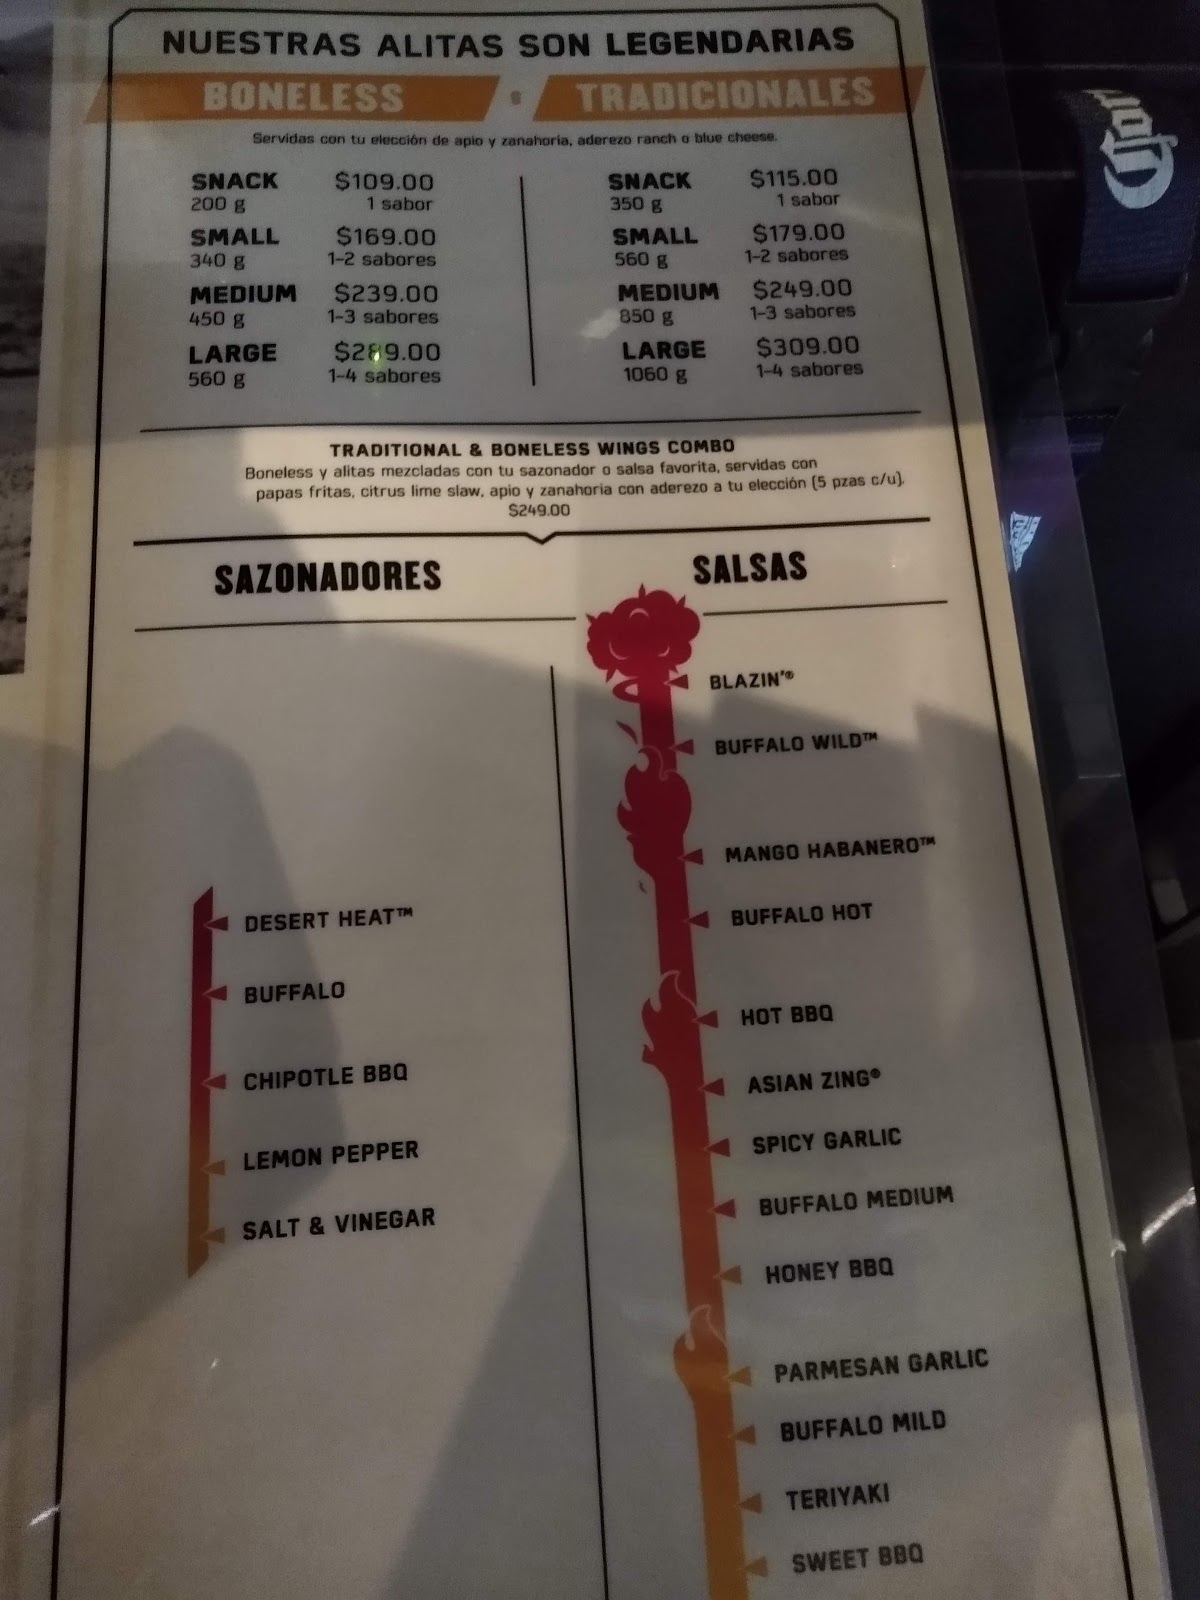 NUESTRAS ALITAS SON LEGENDARIAS
BONELESS
TRADICIONALES
Servidas con tu elección de apio y zanahoria, aderezo ranch o blue cheese.
SNACK $109.00
200 g 1 sabor
SMALL $169.00
340 g 1-2 sabores
MEDIUM $239.00
450 g 1-3 sabores
LARGE $289.00
560 g 1-4 sabores
SNACK $115.00
350 g 1 sabor
SMALL $179.00
560 g 1-2 sabores
MEDIUM $249.00
850 g 1-3 sabores
LARGE $309.00
1060 g 1-4 sabores
TRADITIONAL & BONELESS WINGS COMBO
Boneless y alitas mezcladas con tu sazonador o salsa favorita, servidas con
papas fritas, citrus lime slaw, apio y zanahoria con aderezo a tu elección (5 pzas c/u).
$249.00
SAZONADORES
DESERT HEAT™
BUFFALO
CHIPOTLE BBQ
LEMON PEPPER
SALT & VINEGAR
SALSAS
BLAZIN'®
BUFFALO WILD™
MANGO HABANERO™
BUFFALO HOT
HOT BBQ
ASIAN ZING®
SPICY GARLIC
BUFFALO MEDIUM
HONEY BBQ
PARMESAN GARLIC
BUFFALO MILD
TERIYAKI
SWEET BBQ